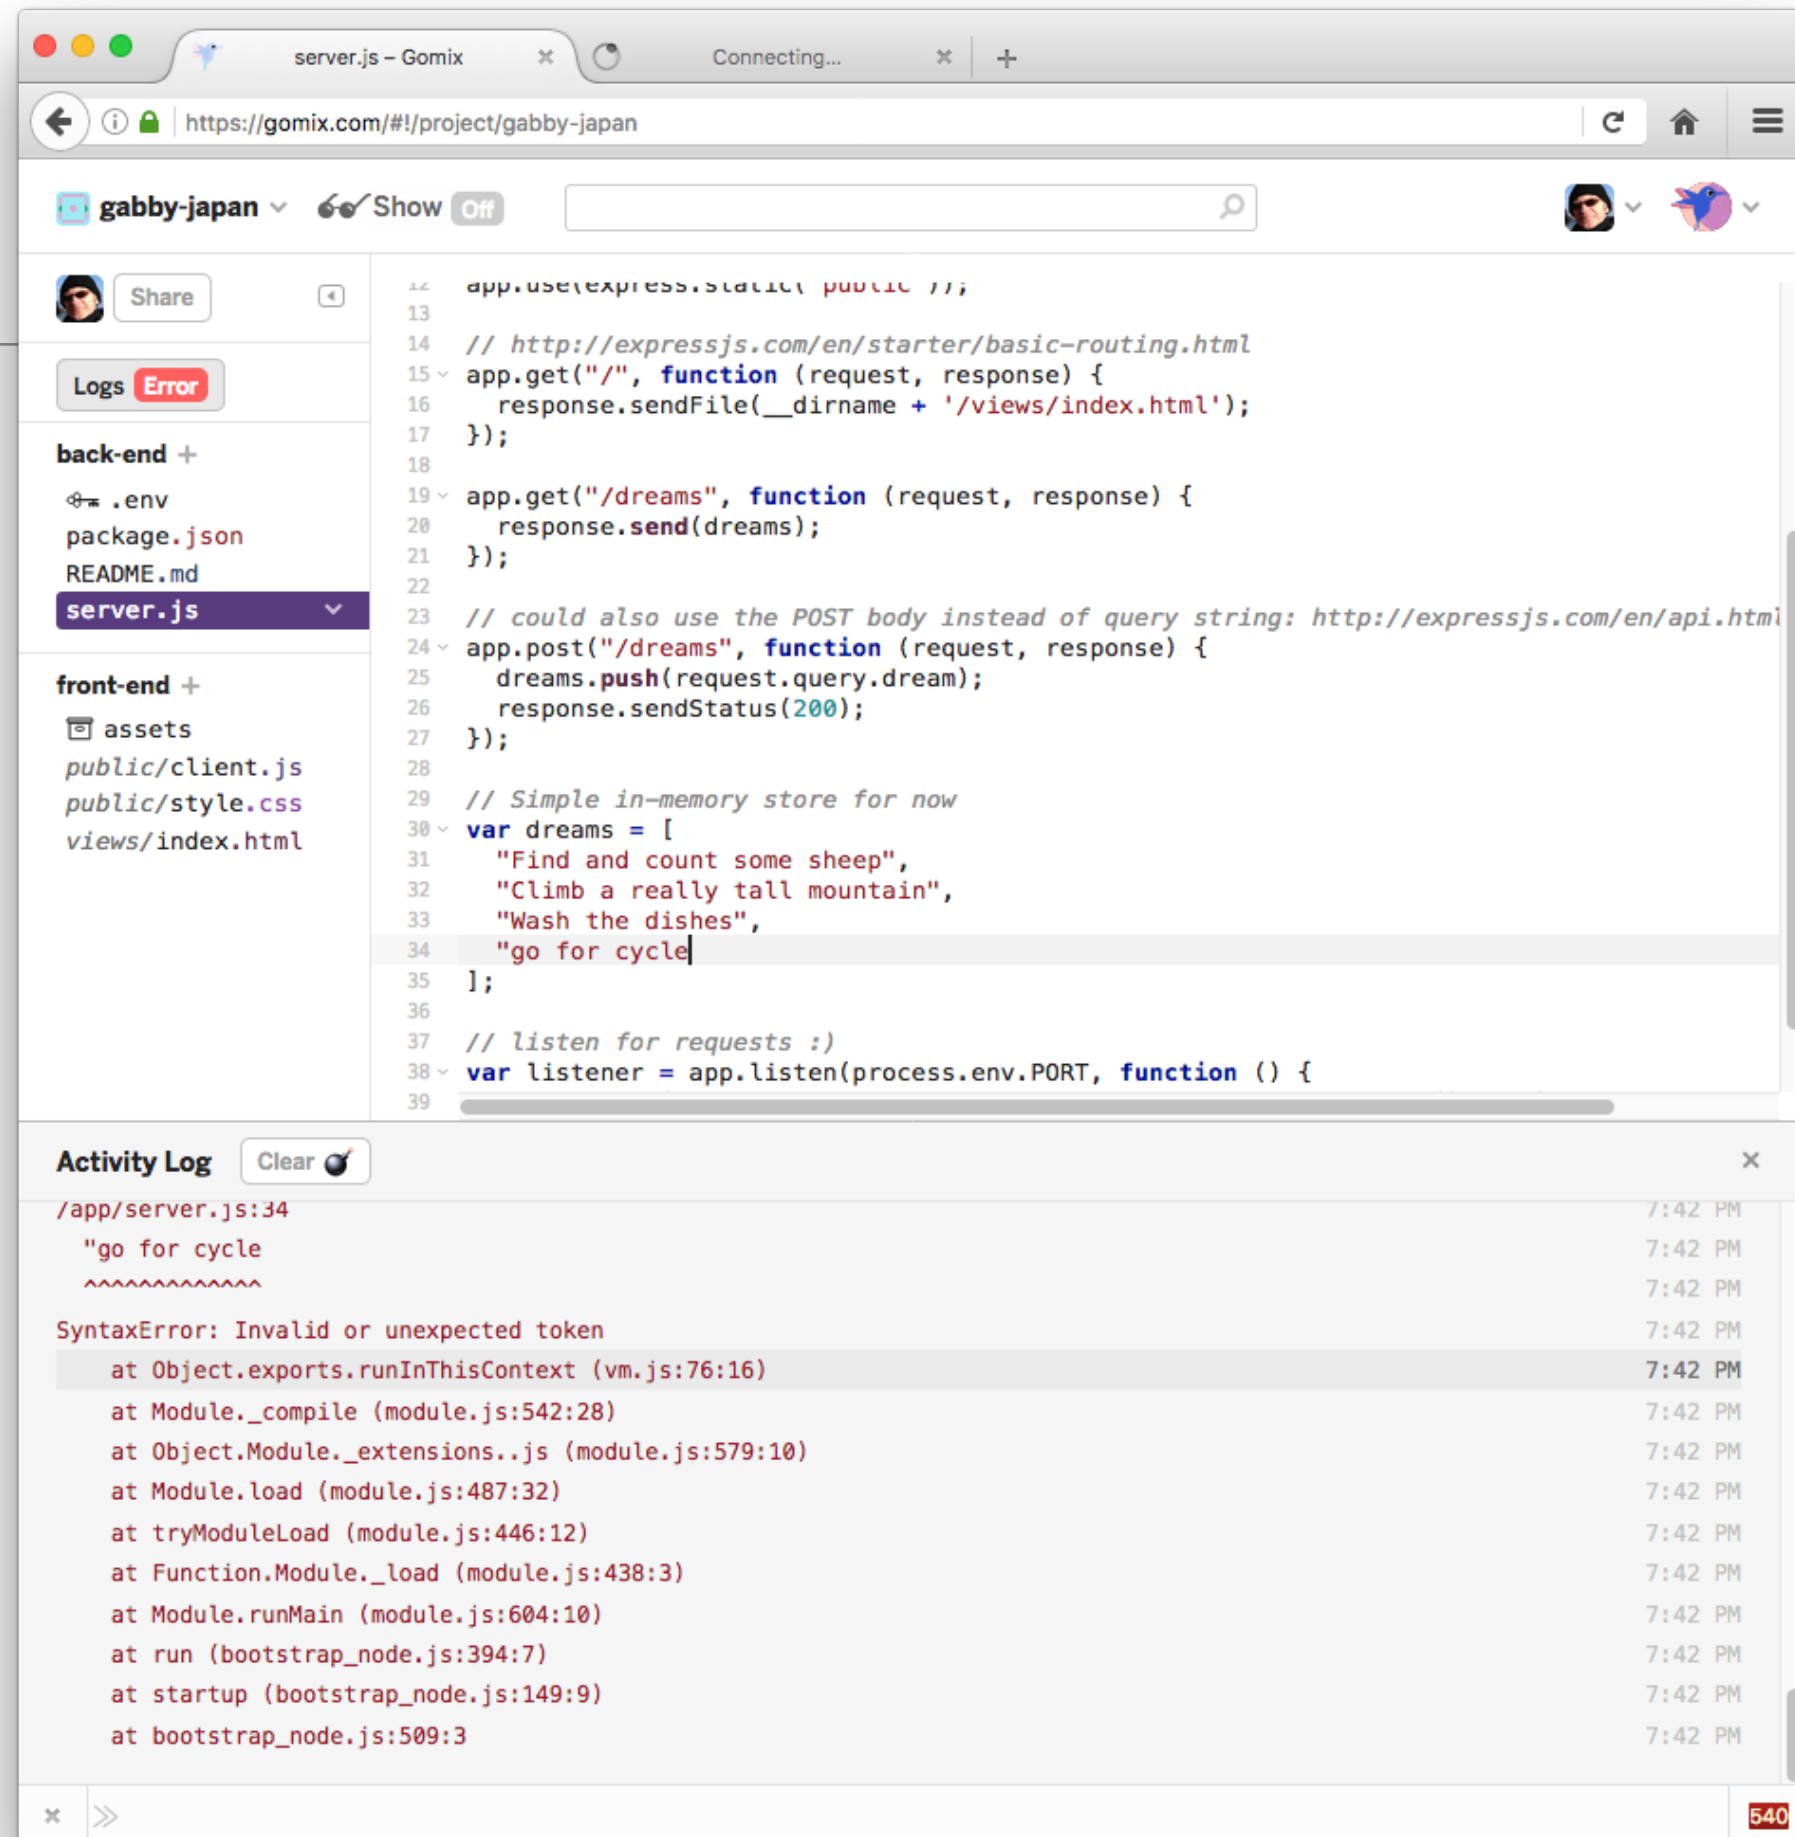 server.js – Gomix
Connecting...
https://gomix.com/#!/project/gabby-japan
gabby-japan
Show Off
Share
Logs Error
back-end +
.env
package.json
README.md
server.js
front-end +
assets
public/client.js
public/style.css
views/index.html
12 app.use(express.static('public'));
13
14 // http://expressjs.com/en/starter/basic-routing.html
15 app.get("/", function (request, response) {
16 response.sendFile(__dirname + '/views/index.html');
17 });
18
19 app.get("/dreams", function (request, response) {
20 response.send(dreams);
21 });
22
23 // could also use the POST body instead of query string: http://expressjs.com/en/api.html
24 app.post("/dreams", function (request, response) {
25 dreams.push(request.query.dream);
26 response.sendStatus(200);
27 });
28
29 // Simple in-memory store for now
30 var dreams = [
31 "Find and count some sheep",
32 "Climb a really tall mountain",
33 "Wash the dishes",
34 "go for cycle
35 ];
36
37 // listen for requests :)
38 var listener = app.listen(process.env.PORT, function () {
39
Activity Log Clear
/app/server.js:34 7:42 PM
"go for cycle 7:42 PM
^^^^^^^^^^^^^ 7:42 PM
SyntaxError: Invalid or unexpected token 7:42 PM
at Object.exports.runInThisContext (vm.js:76:16) 7:42 PM
at Module._compile (module.js:542:28) 7:42 PM
at Object.Module._extensions..js (module.js:579:10) 7:42 PM
at Module.load (module.js:487:32) 7:42 PM
at tryModuleLoad (module.js:446:12) 7:42 PM
at Function.Module._load (module.js:438:3) 7:42 PM
at Module.runMain (module.js:604:10) 7:42 PM
at run (bootstrap_node.js:394:7) 7:42 PM
at startup (bootstrap_node.js:149:9) 7:42 PM
at bootstrap_node.js:509:3 7:42 PM
540